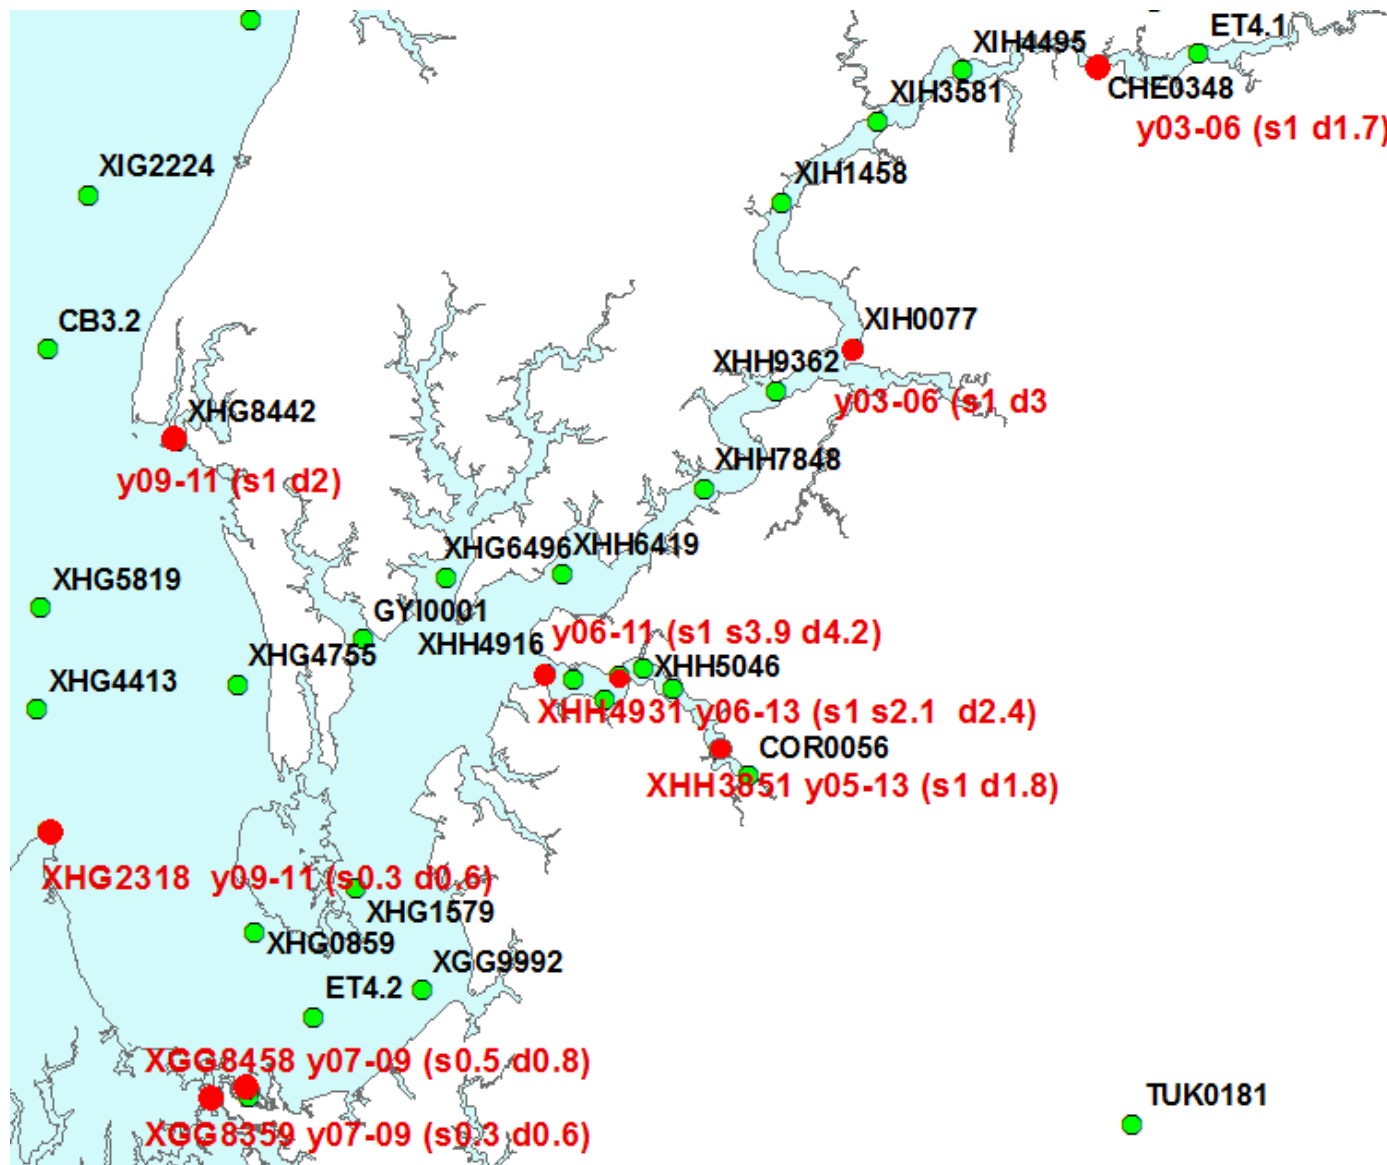 ET4.1
XIH4495
CHE0348
XIH3581
y03-06 (s1 d1.7)
XIG2224
XIH1458
CB3.2
XIH0077
XHH9362
y03-06 (s1 d3
XHG8442
XHH7848
y09-11 (s1 d2)
XHG6496
XHH6419
XHG5819
GYI0001
XHH4916
y06-11 (s1 s3.9 d4.2)
XHG4755
XHH5046
XHG4413
XHH4931 y06-13 (s1 s2.1 d2.4)
COR0056
XHH3851 y05-13 (s1 d1.8)
XHG2318 y09-11 (s0.3 d0.6)
XHG1579
XHG0859
XGG9992
ET4.2
XGG8458 y07-09 (s0.5 d0.8)
TUK0181
XGG8359 y07-09 (s0.3 d0.6)